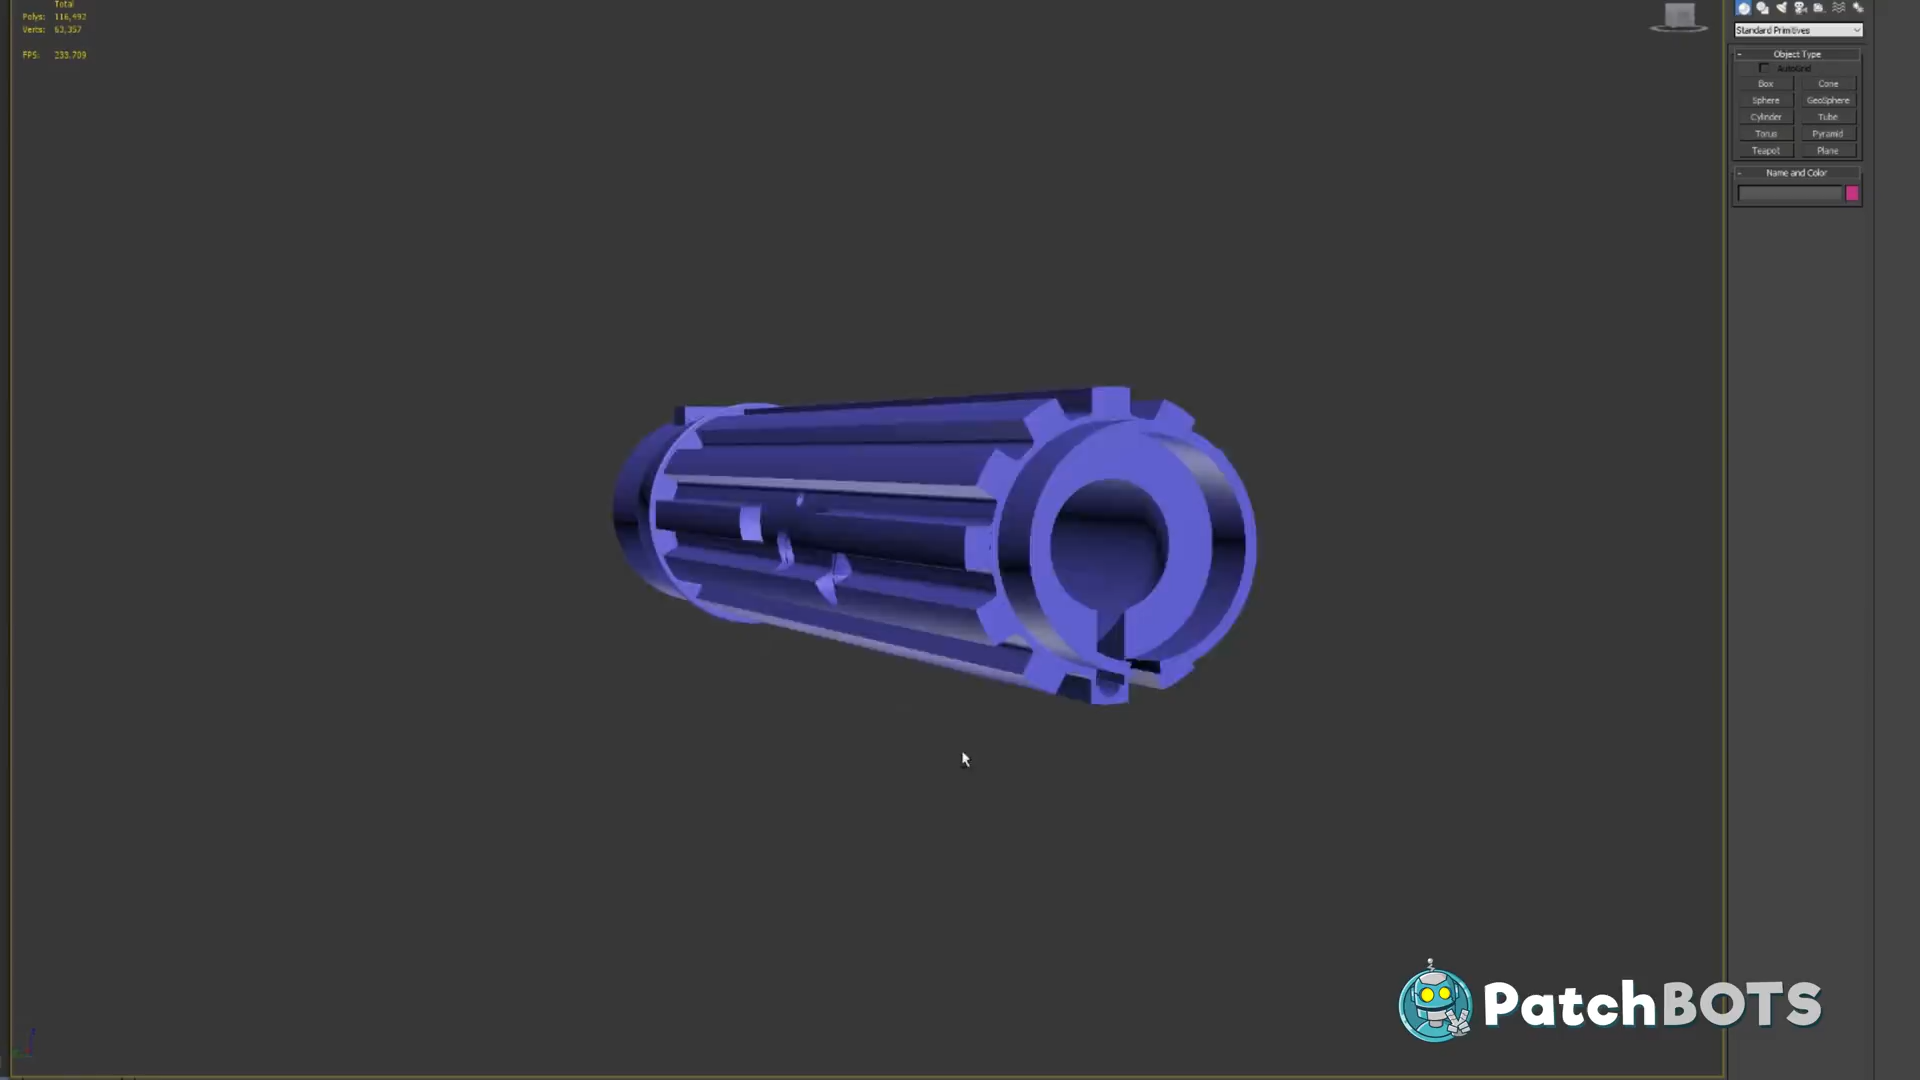 Total
Polys: 116,492
Verts: 63,357
FPS: 233.709
Standard Primitives
Object Type
AutoGrid
Box Cone
Sphere GeoSphere
Cylinder Tube
Torus Pyramid
Teapot Plane
Name and Color
PatchBOTS